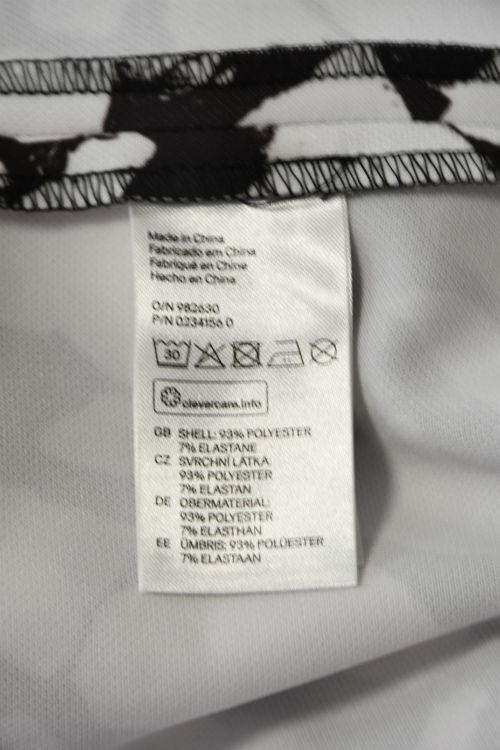 Made in China
Fabricado em China
Fabriqué en Chine
Hecho en China
O/N 982630
P/N 0234156 0
30
clevercare.info
GB SHELL: 93% POLYESTER
7% ELASTANE
CZ SVRCHNÍ LÁTKA:
93% POLYESTER
7% ELASTAN
DE OBERMATERIAL:
93% POLYESTER
7% ELASTHAN
EE ÜMBRIS: 93% POLÜESTER
7% ELASTAAN